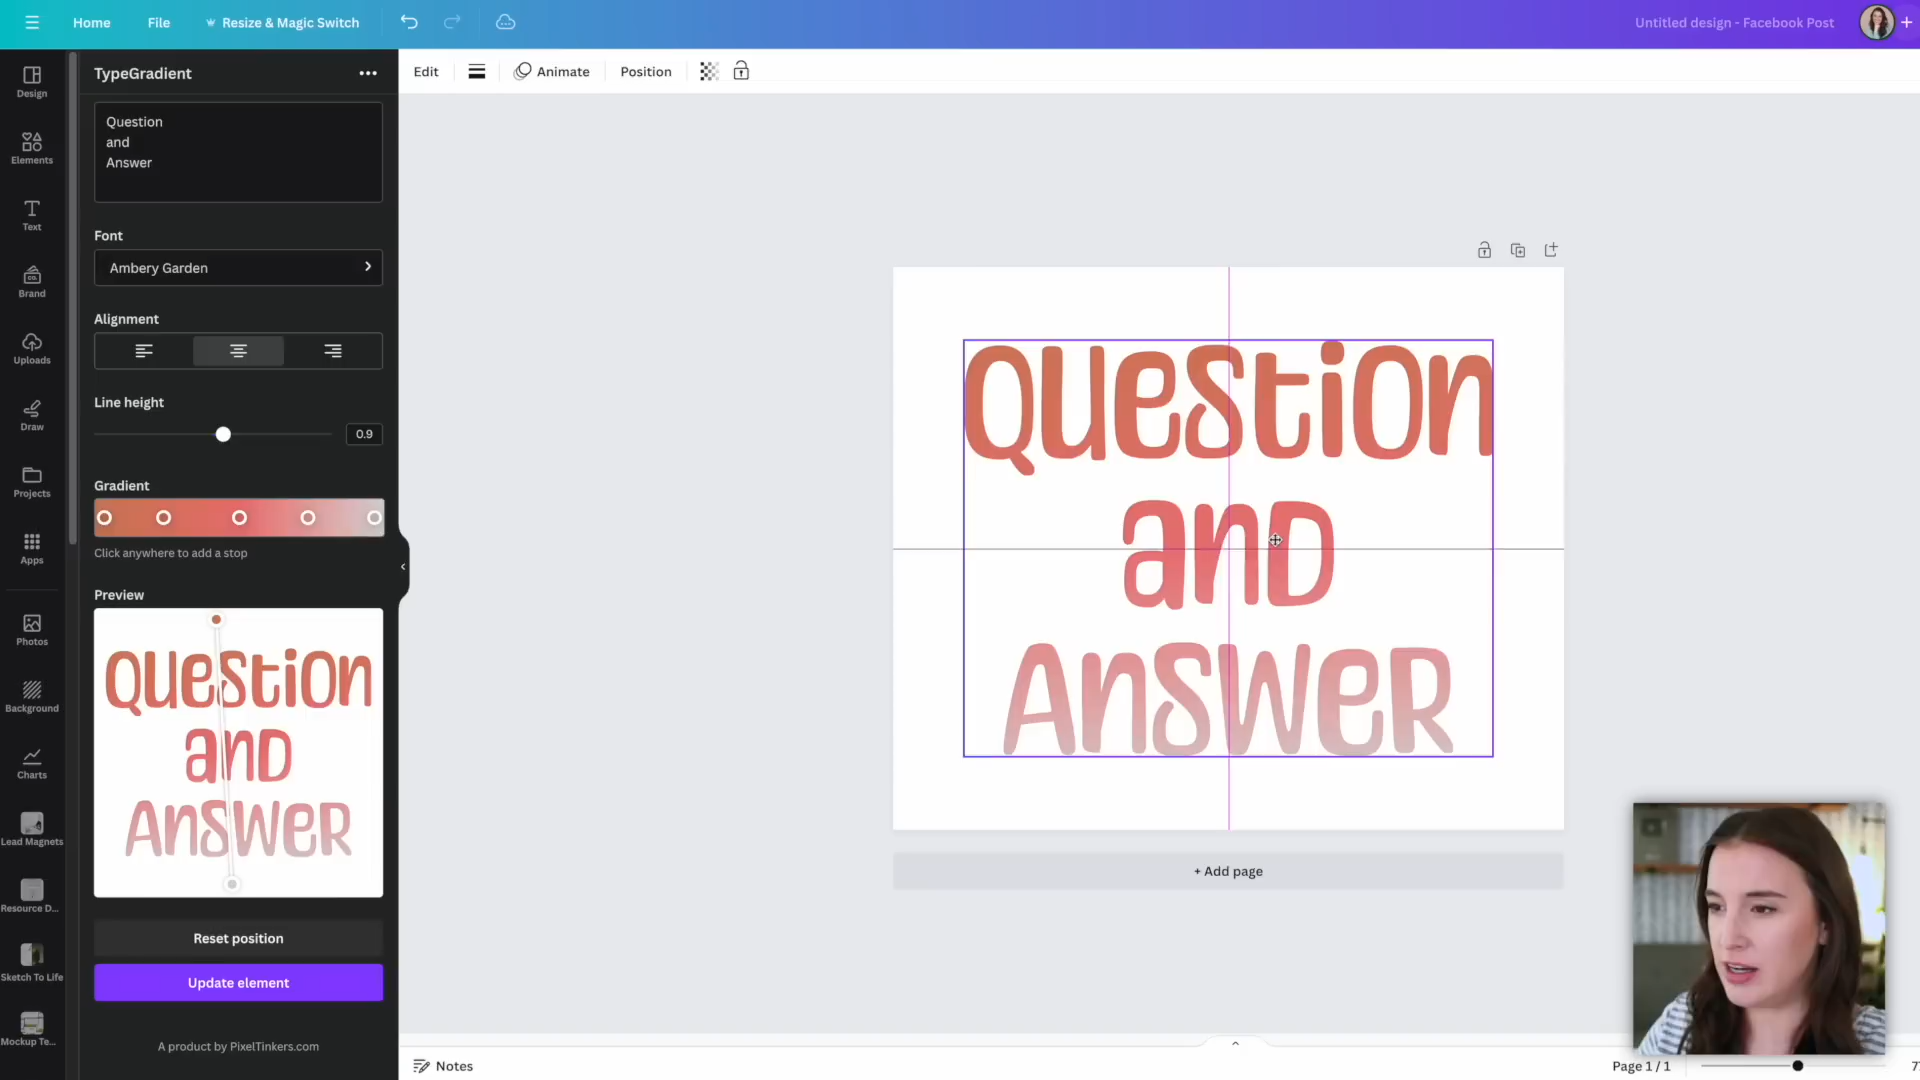 Home File Resize & Magic Switch Untitled design - Facebook Post
Design
Elements
Text
Brand
Uploads
Draw
Projects
Apps
Photos
Background
Charts
Lead Magnets
Resource D...
Sketch To Life
Mockup Te...
TypeGradient
Question
and
Answer
Font
Ambery Garden
Alignment
Line height
0.9
Gradient
Click anywhere to add a stop
Preview
Question
and
Answer
Reset position
Update element
A product by PixelTinkers.com
Edit Animate Position
Question
and
Answer
+ Add page
Notes
Page 1 / 1